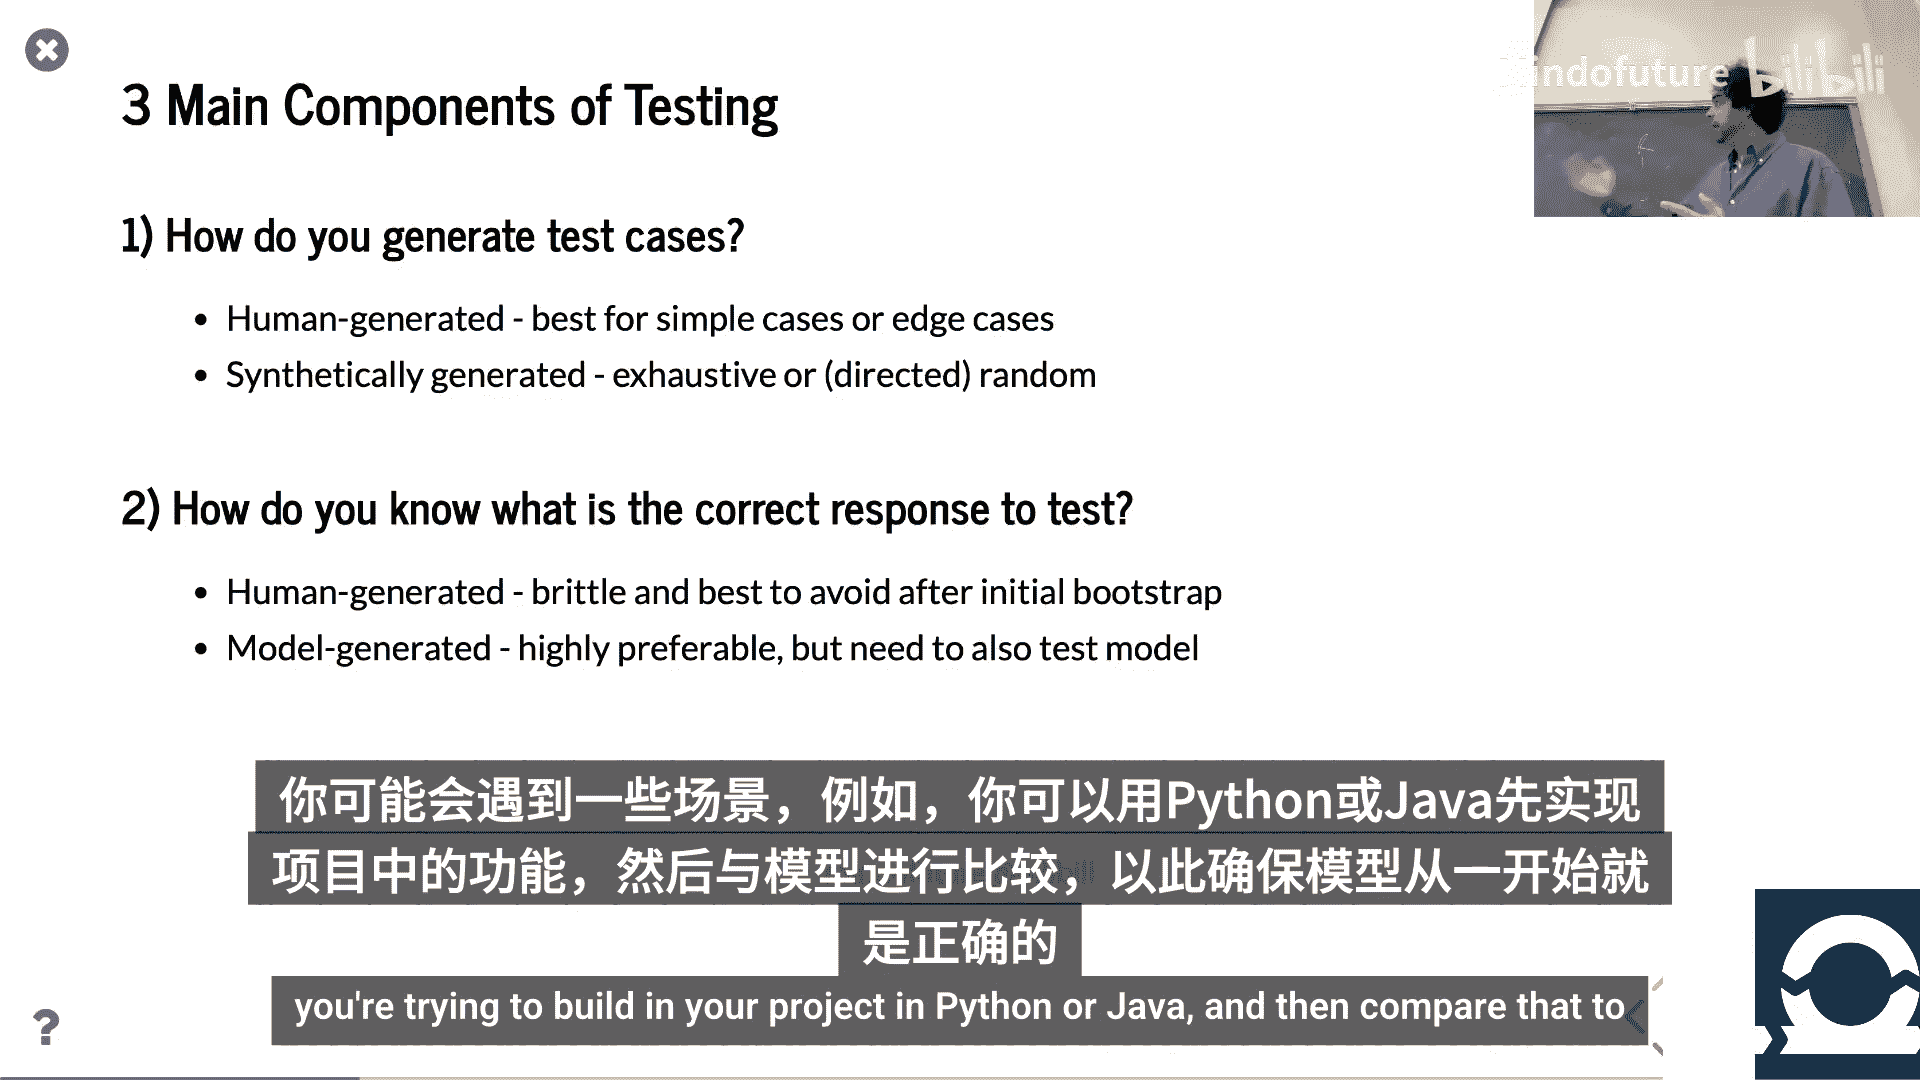 3 Main Components of Testing
indofuture bilibili
1) How do you generate test cases?
Human-generated - best for simple cases or edge cases
Synthetically generated - exhaustive or (directed) random
2) How do you know what is the correct response to test?
Human-generated - brittle and best to avoid after initial bootstrap
Model-generated - highly preferable, but need to also test model
你可能会遇到一些场景，例如，你可以用Python或Java先实现
项目中的功能，然后与模型进行比较，以此确保模型从一开始就
是正确的
you're trying to build in your project in Python or Java, and then compare that to
?